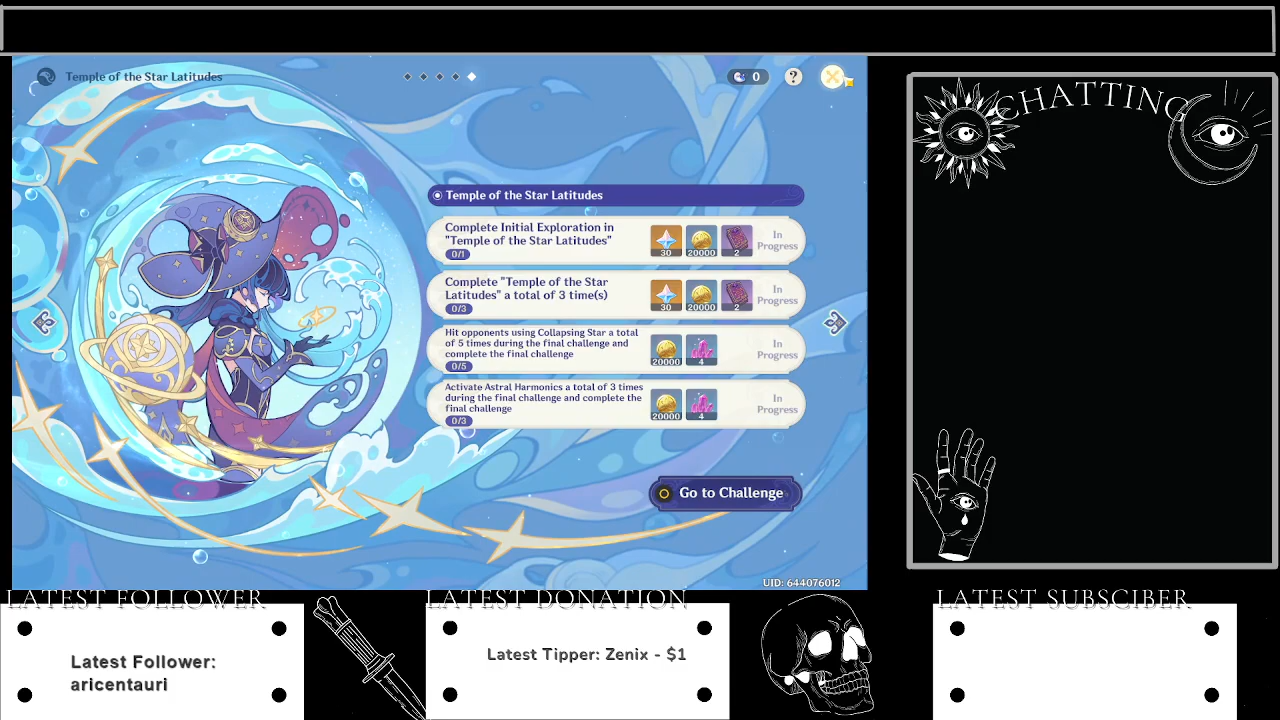 Temple of the Star Latitudes
0
?
CHATTING
Temple of the Star Latitudes
Complete Initial Exploration in
"Temple of the Star Latitudes"
0/1
30
20000
2
In
Progress
Complete "Temple of the Star
Latitudes" a total of 3 time(s)
0/3
30
20000
2
In
Progress
Hit opponents using Collapsing Star a total
of 5 times during the final challenge and
complete the final challenge
0/5
20000
4
In
Progress
Activate Astral Harmonics a total of 3 times
during the final challenge and complete the
final challenge
0/3
20000
4
In
Progress
Go to Challenge
UID: 644076012
LATEST FOLLOWER
LATEST DONATION
LATEST SUBSCIBER
Latest Follower:
aricentauri
Latest Tipper: Zenix - $1